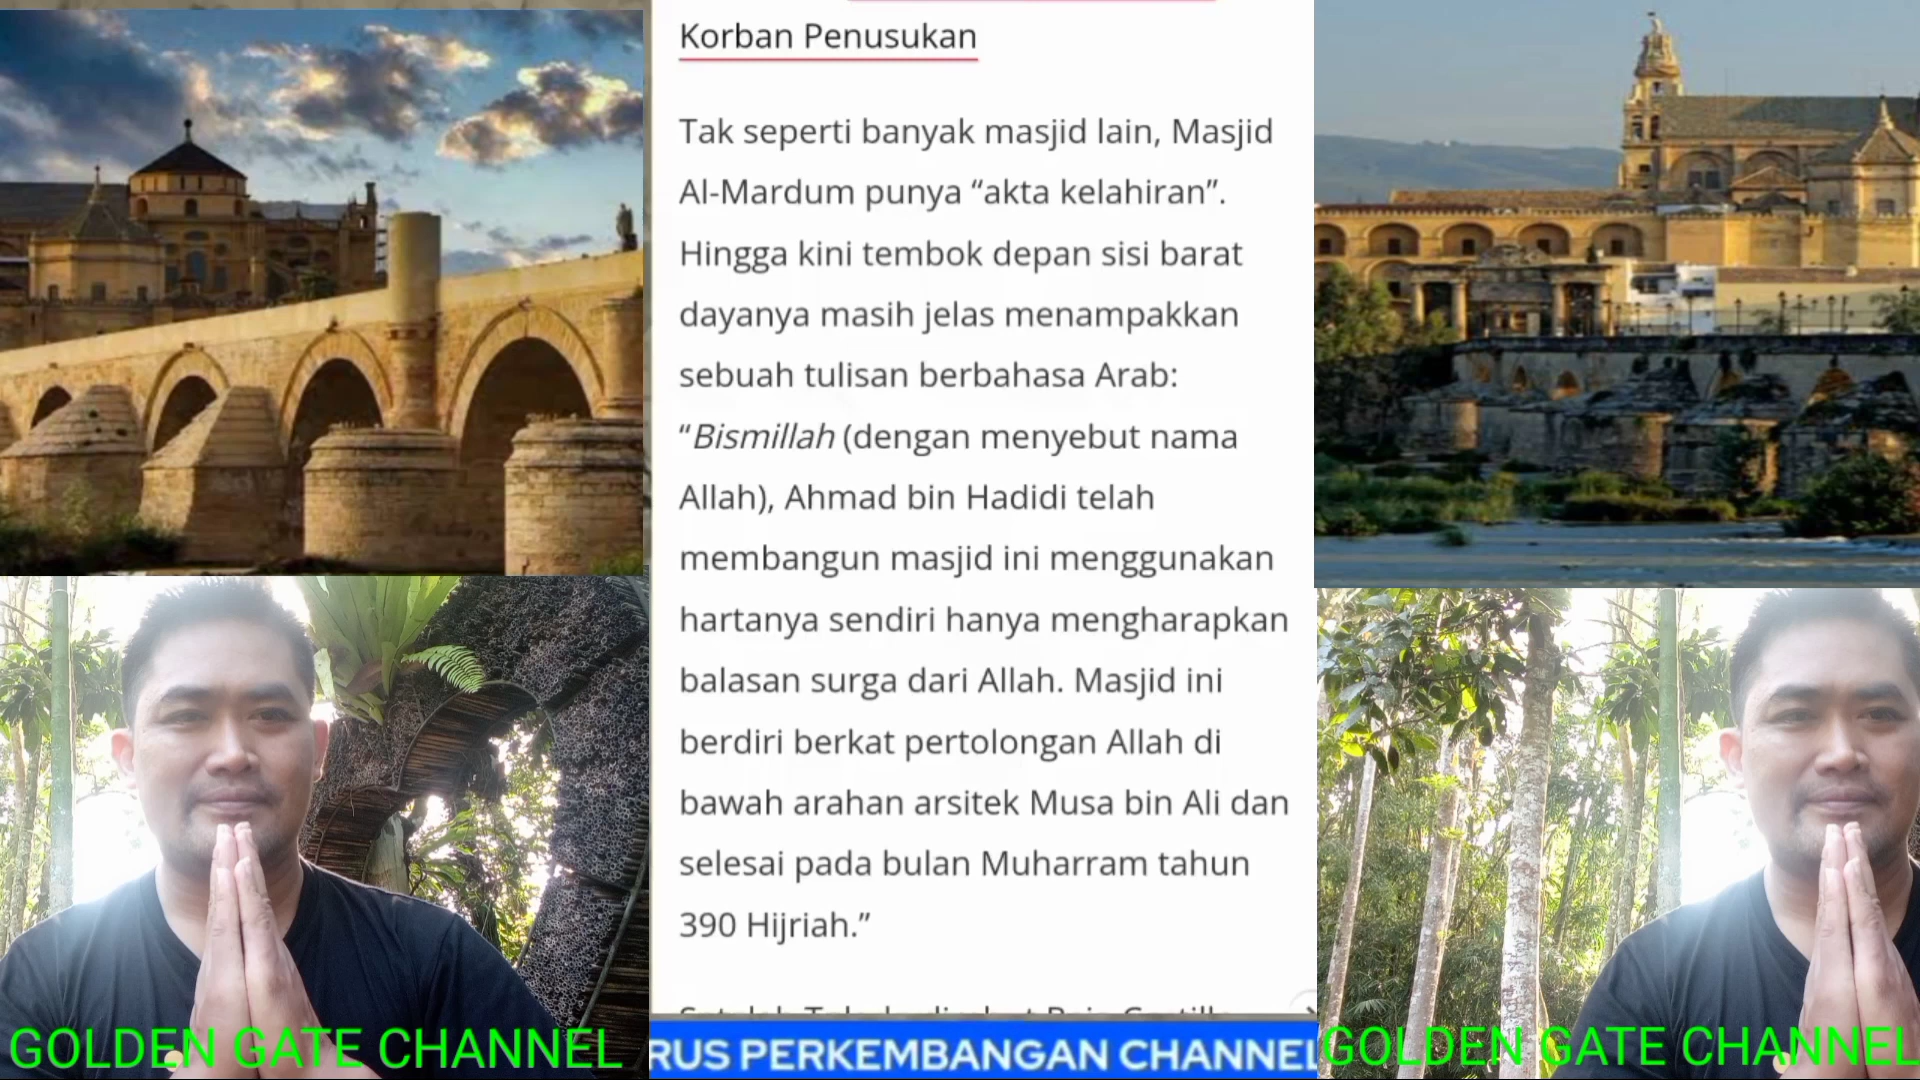 Korban Penusukan
Tak seperti banyak masjid lain, Masjid
Al-Mardum punya “akta kelahiran”.
Hingga kini tembok depan sisi barat
dayanya masih jelas menampakkan
sebuah tulisan berbahasa Arab:
“Bismillah (dengan menyebut nama
Allah), Ahmad bin Hadidi telah
membangun masjid ini menggunakan
hartanya sendiri hanya mengharapkan
balasan surga dari Allah. Masjid ini
berdiri berkat pertolongan Allah di
bawah arahan arsitek Musa bin Ali dan
selesai pada bulan Muharram tahun
390 Hijriah.”
RUS PERKEMBANGAN CHANNEL
GOLDEN GATE CHANNEL
GOLDEN GATE CHANNEL